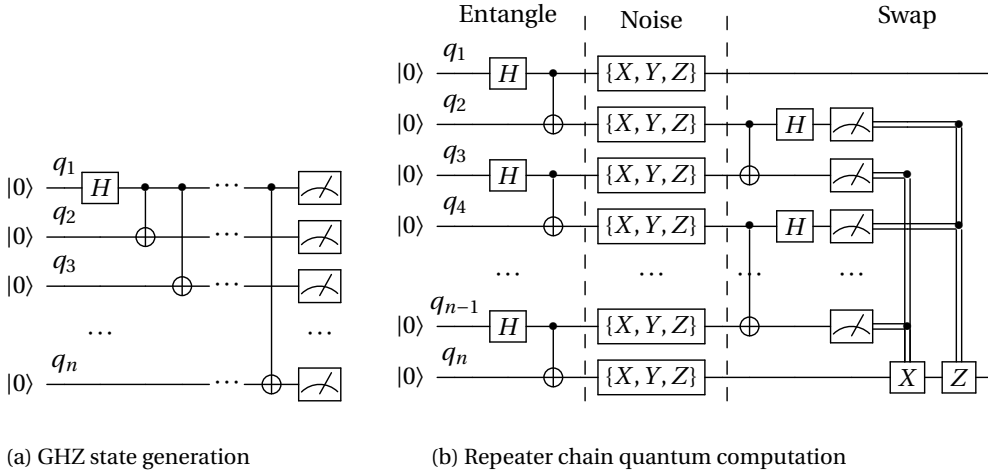 Entangle Noise Swap
q₁
|0⟩ H {X, Y, Z}
q₂
|0⟩ {X, Y, Z} H
q₃
|0⟩ H {X, Y, Z}
q₄
|0⟩ {X, Y, Z} H
... ... ... ...
qₙ₋₁
|0⟩ H {X, Y, Z}
qₙ
|0⟩ {X, Y, Z} X Z
q₁
|0⟩ H ...
q₂
|0⟩ ...
q₃
|0⟩ ...
... ...
qₙ
|0⟩ ...
(a) GHZ state generation
(b) Repeater chain quantum computation